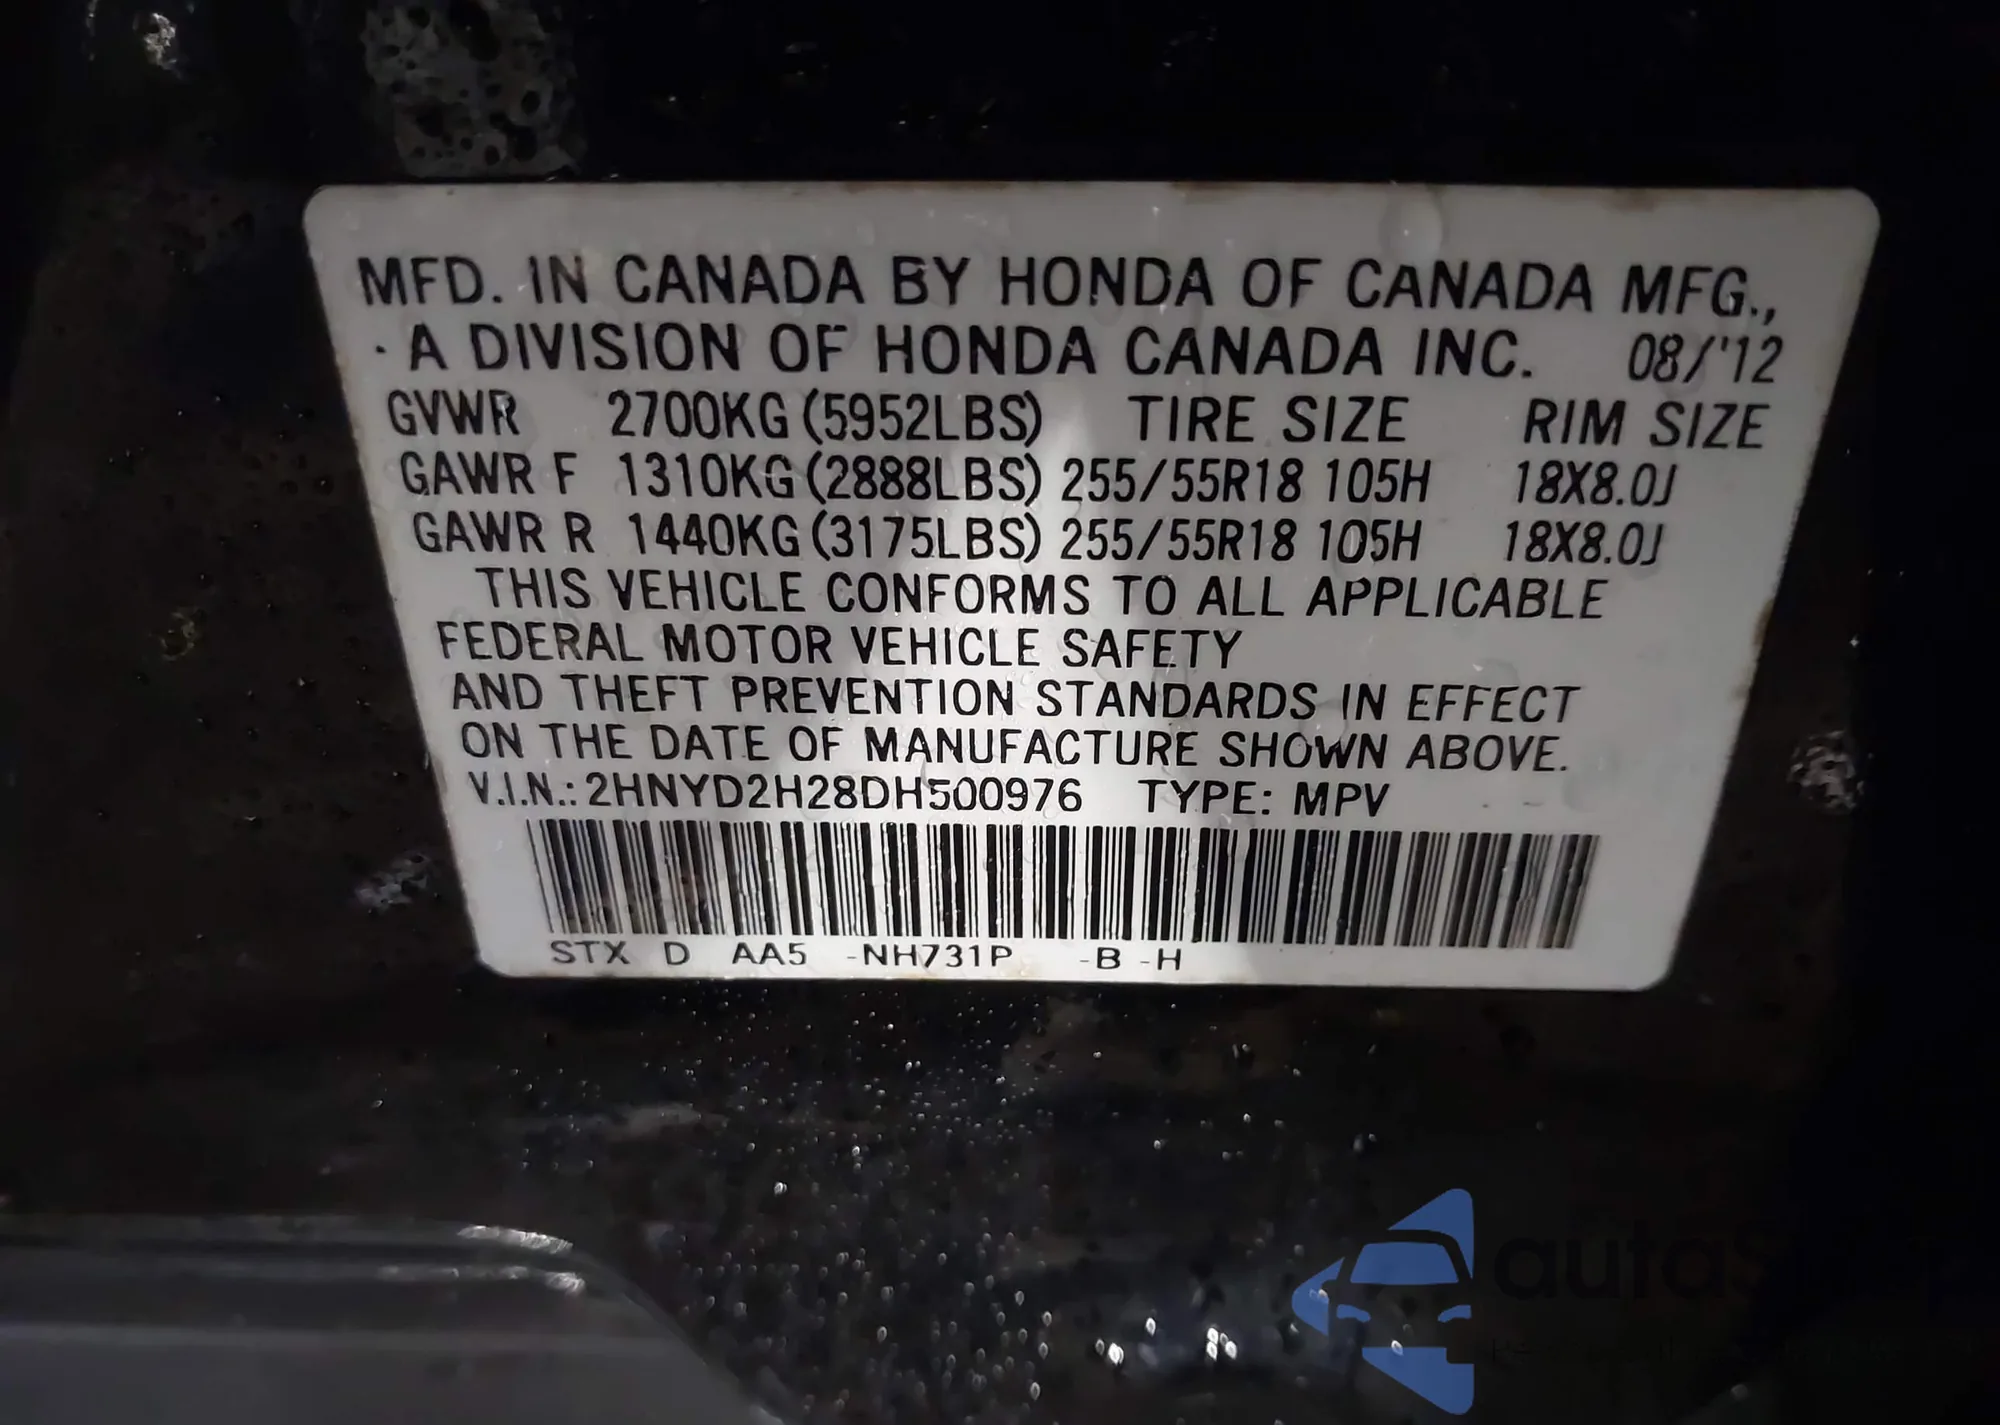 MFD. IN CANADA BY HONDA OF CANADA MFG.,
A DIVISION OF HONDA CANADA INC. 08/'12
GVWR 2700KG (5952LBS) TIRE SIZE RIM SIZE
GAWR F 1310KG (2888LBS) 255/55R18 105H 18X8.0J
GAWR R 1440KG (3175LBS) 255/55R18 105H 18X8.0J
THIS VEHICLE CONFORMS TO ALL APPLICABLE
FEDERAL MOTOR VEHICLE SAFETY
AND THEFT PREVENTION STANDARDS IN EFFECT
ON THE DATE OF MANUFACTURE SHOWN ABOVE.
V.I.N.: 2HNYD2H28DH500976 TYPE: MPV
STX D AA5 -NH731P -B -H